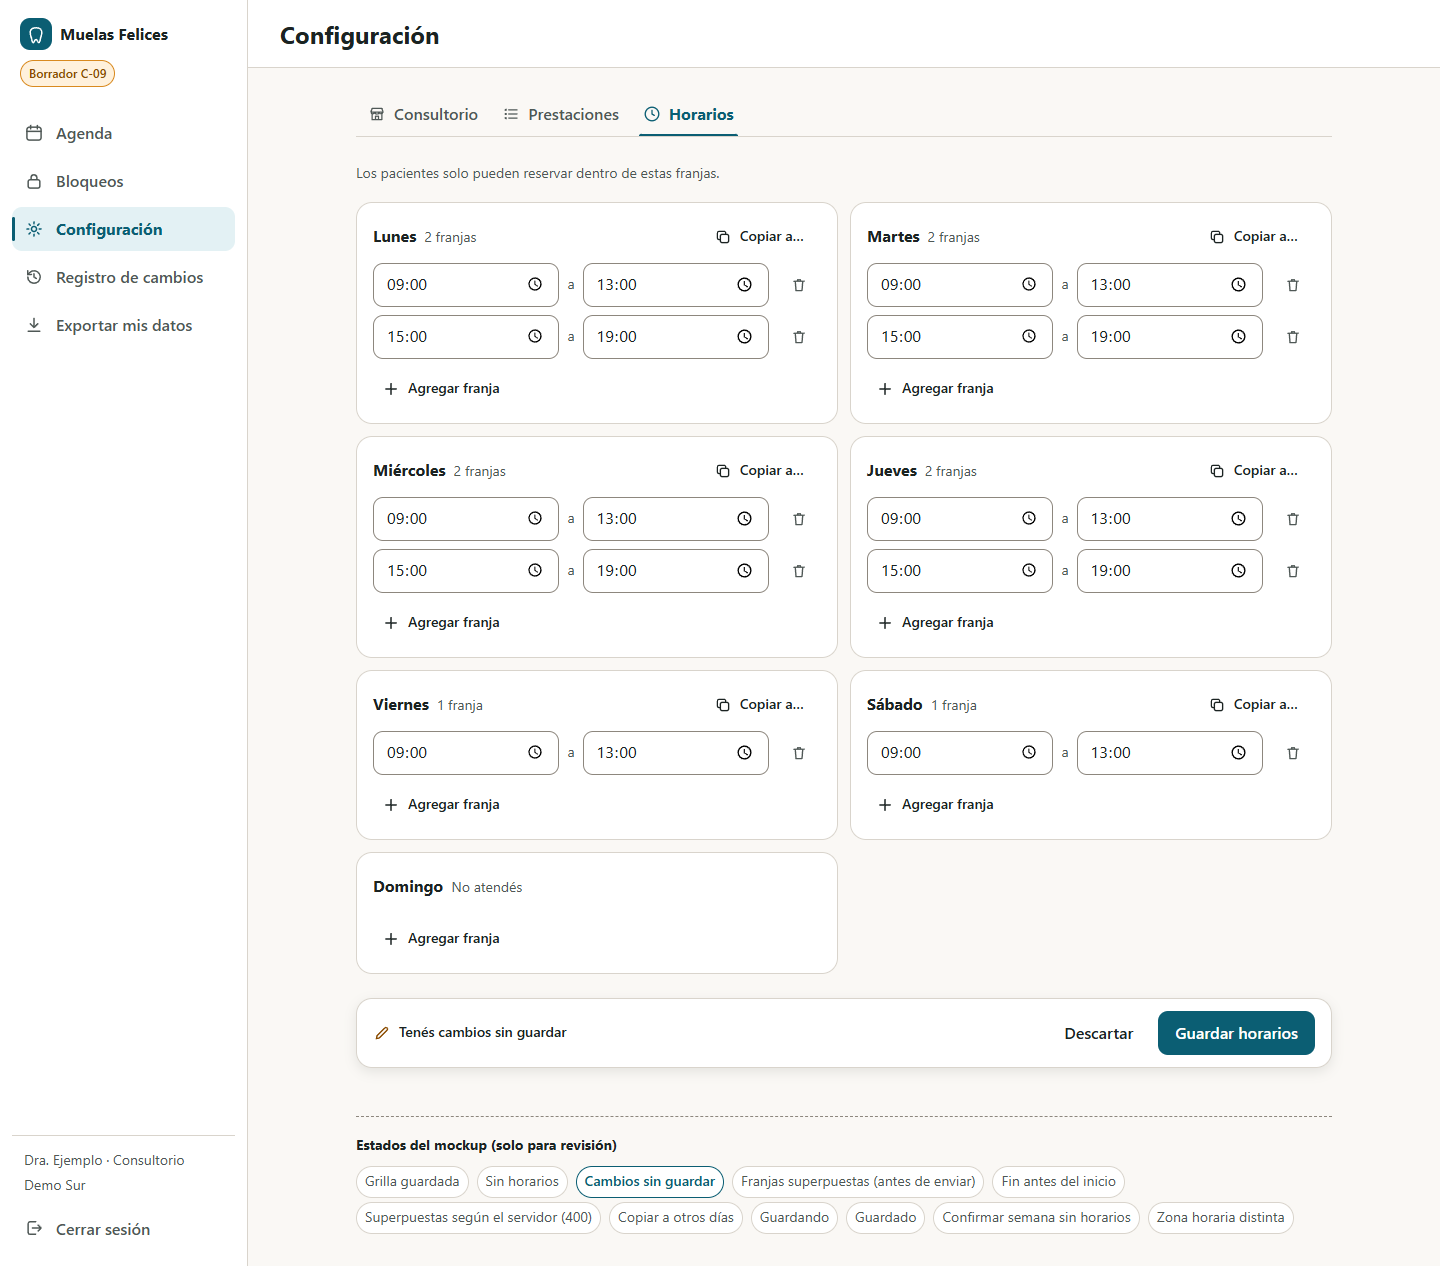 Muelas Felices
Borrador C-09
Agenda
Bloqueos
Configuración
Registro de cambios
Exportar mis datos
Dra. Ejemplo · Consultorio
Demo Sur
Cerrar sesión
Configuración
Consultorio Prestaciones Horarios
Los pacientes solo pueden reservar dentro de estas franjas.
Lunes 2 franjas Copiar a...
09:00 a 13:00
15:00 a 19:00
Agregar franja
Martes 2 franjas Copiar a...
09:00 a 13:00
15:00 a 19:00
Agregar franja
Miércoles 2 franjas Copiar a...
09:00 a 13:00
15:00 a 19:00
Agregar franja
Jueves 2 franjas Copiar a...
09:00 a 13:00
15:00 a 19:00
Agregar franja
Viernes 1 franja Copiar a...
09:00 a 13:00
Agregar franja
Sábado 1 franja Copiar a...
09:00 a 13:00
Agregar franja
Domingo No atendés
Agregar franja
Tenés cambios sin guardar Descartar Guardar horarios
Estados del mockup (solo para revisión)
Grilla guardada Sin horarios Cambios sin guardar Franjas superpuestas (antes de enviar) Fin antes del inicio
Superpuestas según el servidor (400) Copiar a otros días Guardando Guardado Confirmar semana sin horarios Zona horaria distinta